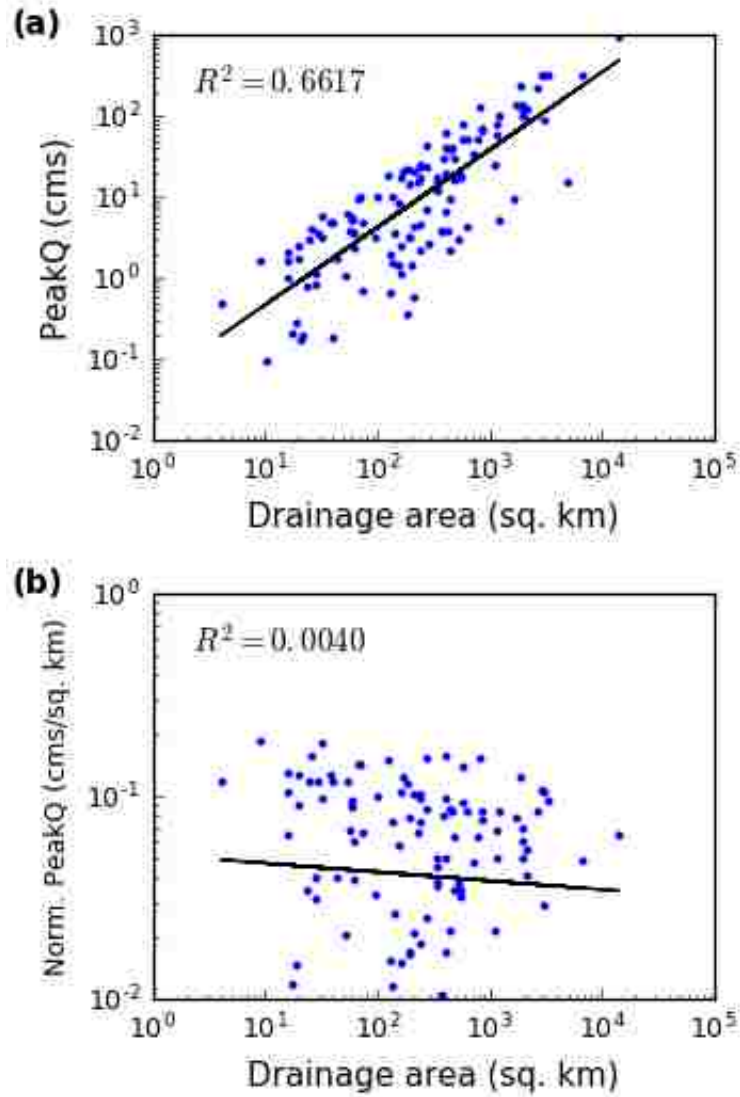 (a)
10^3
R^2 = 0.6617
10^2
PeakQ (cms)
10^1
10^0
10^-1
10^-2
10^0 10^1 10^2 10^3 10^4 10^5
Drainage area (sq. km)
(b)
10^0
R^2 = 0.0040
Norm. PeakQ (cms/sq. km)
10^-1
10^-2
10^0 10^1 10^2 10^3 10^4 10^5
Drainage area (sq. km)